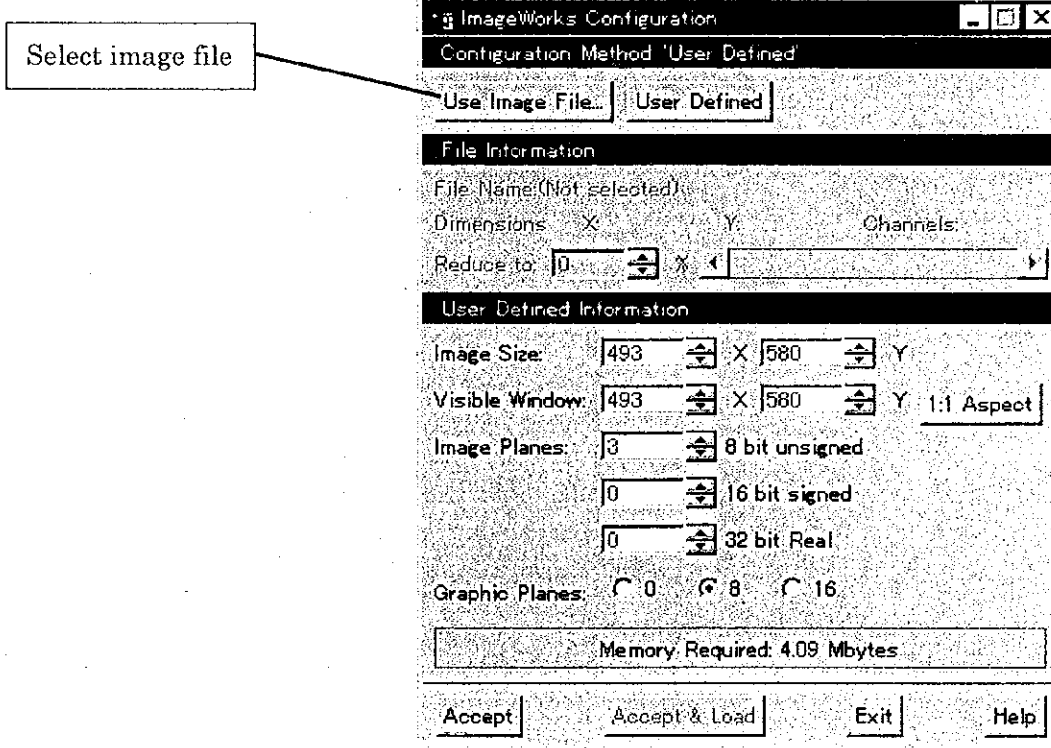 Select image file
ImageWorks Configuration
Configuration Method 'User Defined'
Use Image File... User Defined
File Information
File Name:(Not selected)
Dimensions X: Y: Channels:
Reduce to: 0 %
User Defined Information
Image Size: 493 X 580 Y
Visible Window: 493 X 580 Y 1:1 Aspect
Image Planes: 3 8 bit unsigned
0 16 bit signed
0 32 bit Real
Graphic Planes: 0 8 16
Memory Required: 4.09 Mbytes
Accept Accept & Load Exit Help